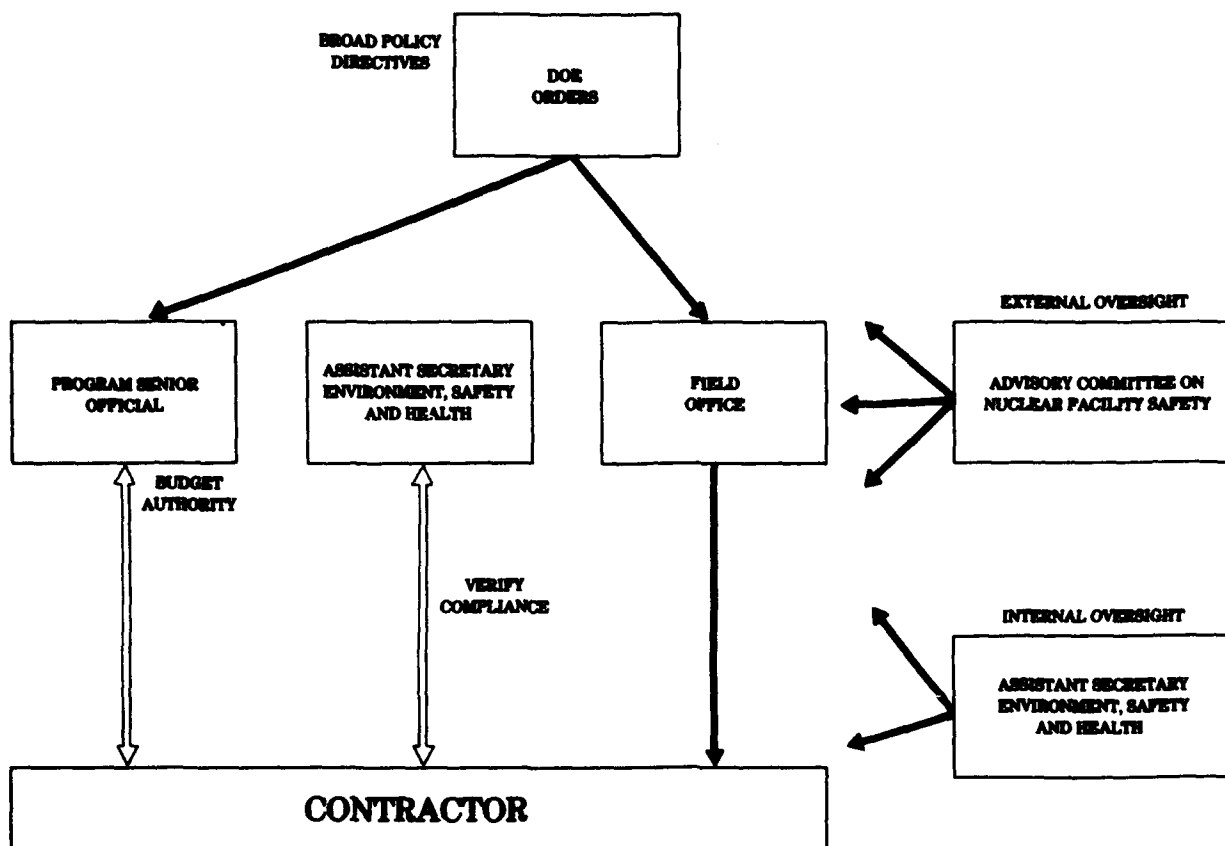 BROAD POLICY
DIRECTIVES
DOE
ORDERS
EXTERNAL OVERSIGHT
PROGRAM SENIOR
OFFICIAL
ASSISTANT SECRETARY
ENVIRONMENT, SAFETY
AND HEALTH
FIELD
OFFICE
ADVISORY COMMITTEE ON
NUCLEAR FACILITY SAFETY
BUDGET
AUTHORITY
VERIFY
COMPLIANCE
INTERNAL OVERSIGHT
ASSISTANT SECRETARY
ENVIRONMENT, SAFETY
AND HEALTH
CONTRACTOR